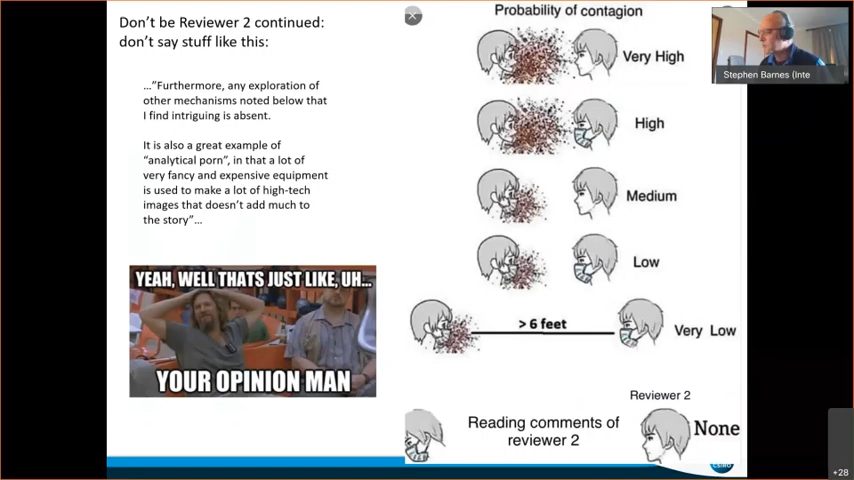 Don't be Reviewer 2 continued:
don't say stuff like this:
…"Furthermore, any exploration of
other mechanisms noted below that
I find intriguing is absent.
It is also a great example of
"analytical porn", in that a lot of
very fancy and expensive equipment
is used to make a lot of high-tech
images that doesn't add much to
the story"…
YEAH, WELL THATS JUST LIKE, UH...
YOUR OPINION MAN
Probability of contagion
Very High
High
Medium
Low
> 6 feet
Very Low
Reviewer 2
Reading comments of
reviewer 2
None
Stephen Barnes (Inte
+28